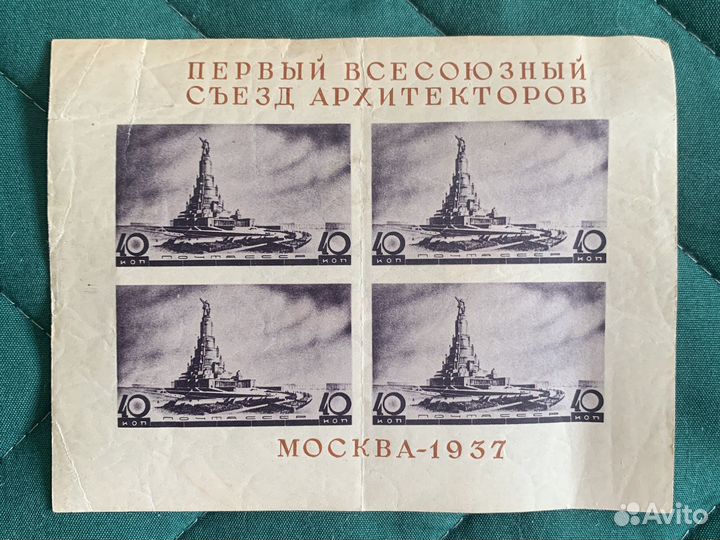 ПЕРВЫЙ ВСЕСОЮЗНЫЙ
СЪЕЗД АРХИТЕКТОРОВ
40 КОП ПОЧТА СССР 40 КОП
40 КОП ПОЧТА СССР 40 КОП
40 КОП ПОЧТА СССР 40 КОП
40 КОП ПОЧТА СССР 40 КОП
МОСКВА-1937
Avito